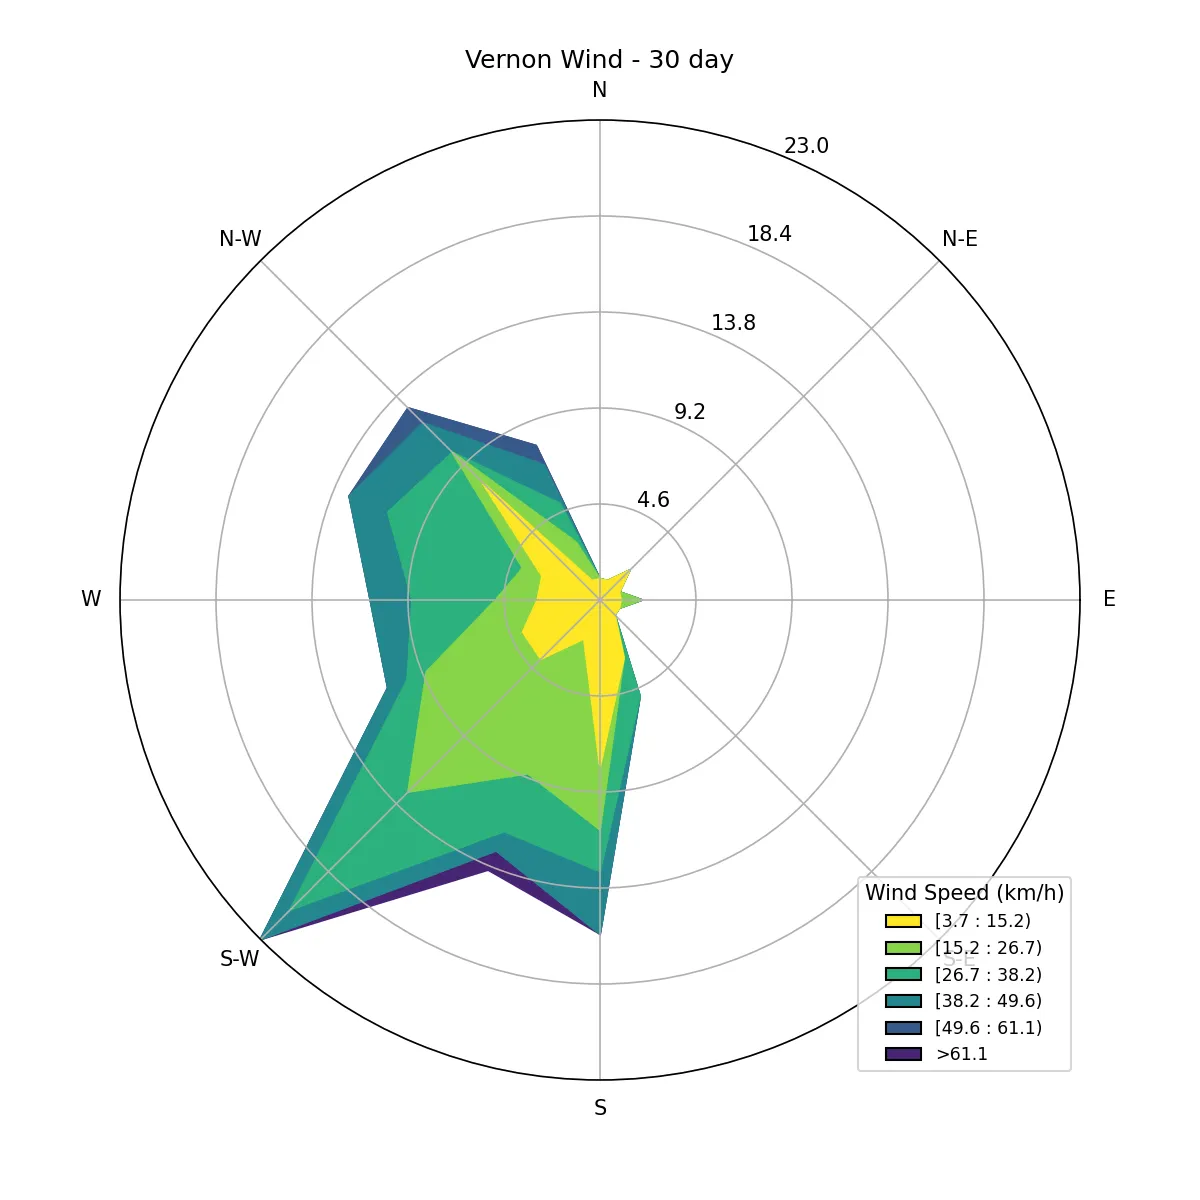 Vernon Wind - 30 day
N
23.0
18.4
N-W
N-E
13.8
9.2
4.6
W
E
Wind Speed (km/h)
[3.7 : 15.2)
[15.2 : 26.7)
S-W
S-E
[26.7 : 38.2)
[38.2 : 49.6)
[49.6 : 61.1)
>61.1
S